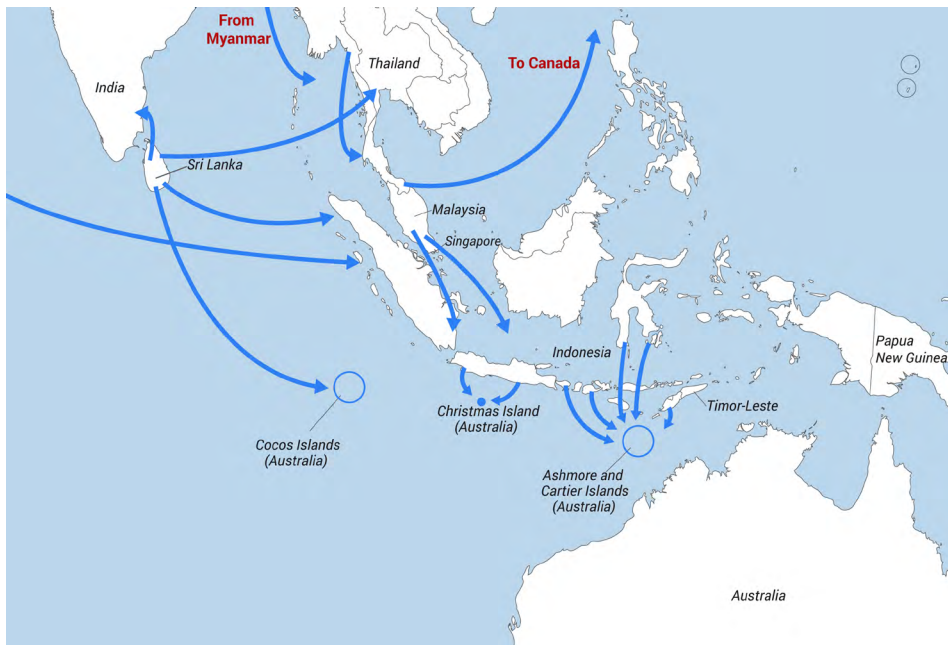 From
Myanmar
To Canada
Thailand
India
Sri Lanka
Malaysia
Singapore
Indonesia
Papua
New Guinea
Timor-Leste
Christmas Island
(Australia)
Cocos Islands
(Australia)
Ashmore and
Cartier Islands
(Australia)
Australia